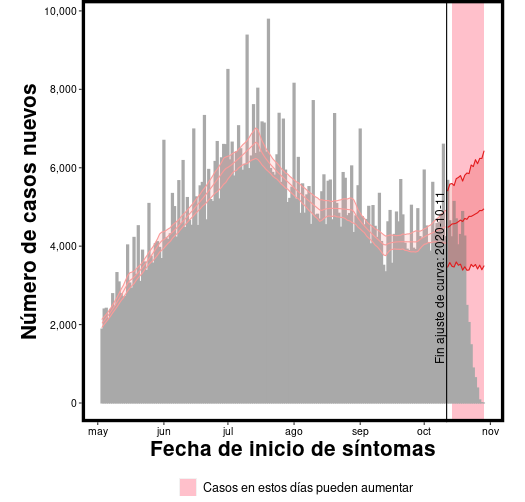 Número de casos nuevos
10,000
8,000
6,000
4,000
2,000
0
Fin ajuste de curva: 2020-10-11
may jun jul ago sep oct nov
Fecha de inicio de síntomas
Casos en estos días pueden aumentar